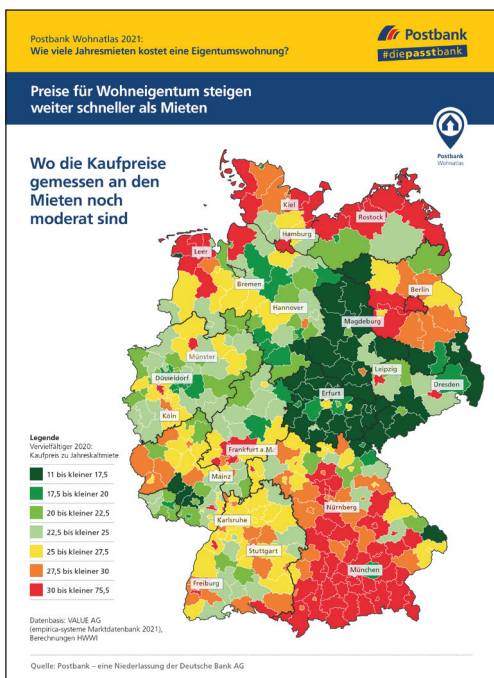 Postbank Wohnatlas 2021:
Wie viele Jahresmieten kostet eine Eigentumswohnung?
Postbank
#diepasstbank
Preise für Wohneigentum steigen
weiter schneller als Mieten
Postbank
Wohnatlas
Wo die Kaufpreise
gemessen an den
Mieten noch
moderat sind
Kiel
Rostock
Hamburg
Leer
Bremen
Berlin
Hannover
Magdeburg
Münster
Leipzig
Düsseldorf
Dresden
Erfurt
Köln
Frankfurt a.M.
Mainz
Nürnberg
Karlsruhe
Stuttgart
München
Freiburg
Legende
Vervielfältiger 2020:
Kaufpreis zu Jahreskaltmiete
11 bis kleiner 17,5
17,5 bis kleiner 20
20 bis kleiner 22,5
22,5 bis kleiner 25
25 bis kleiner 27,5
27,5 bis kleiner 30
30 bis kleiner 75,5
Datenbasis: VALUE AG
(empirica-systeme Marktdatenbank 2021),
Berechnungen HWWI
Quelle: Postbank – eine Niederlassung der Deutsche Bank AG